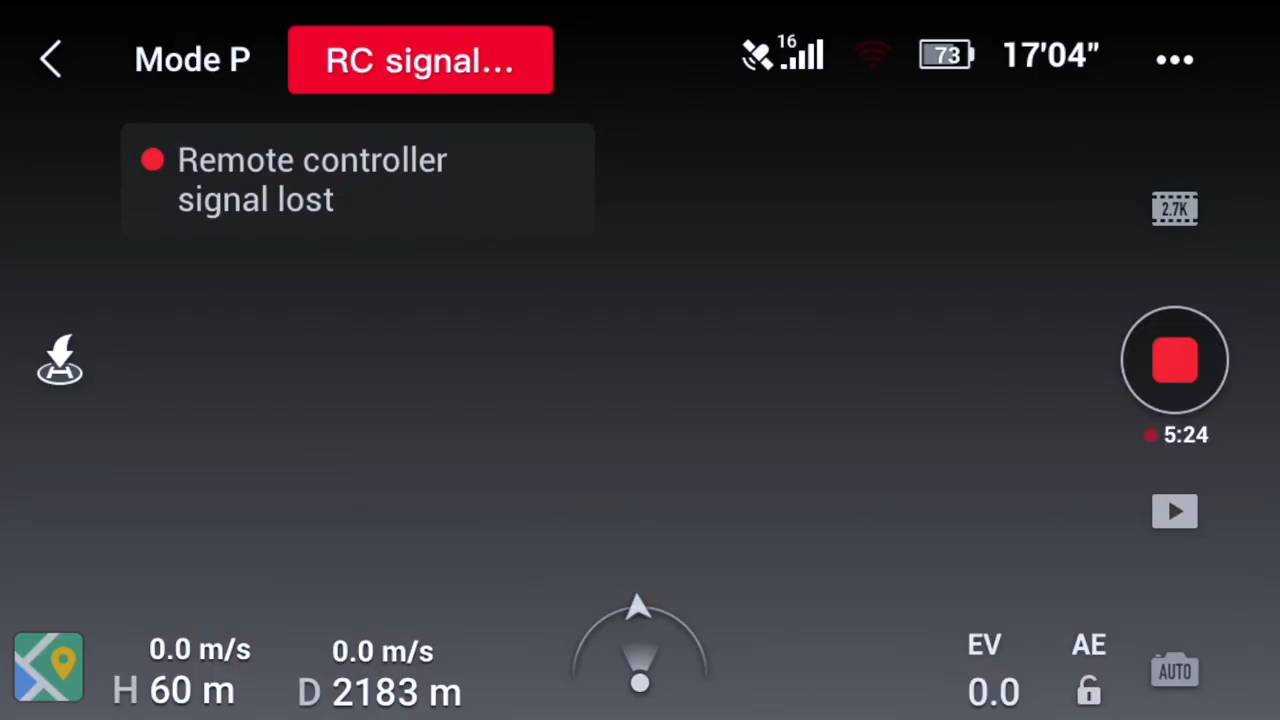 Mode P
RC signal...
16
73
17'04"
Remote controller
signal lost
2.7K
5:24
0.0 m/s
0.0 m/s
H 60 m
D 2183 m
EV
AE
0.0
AUTO